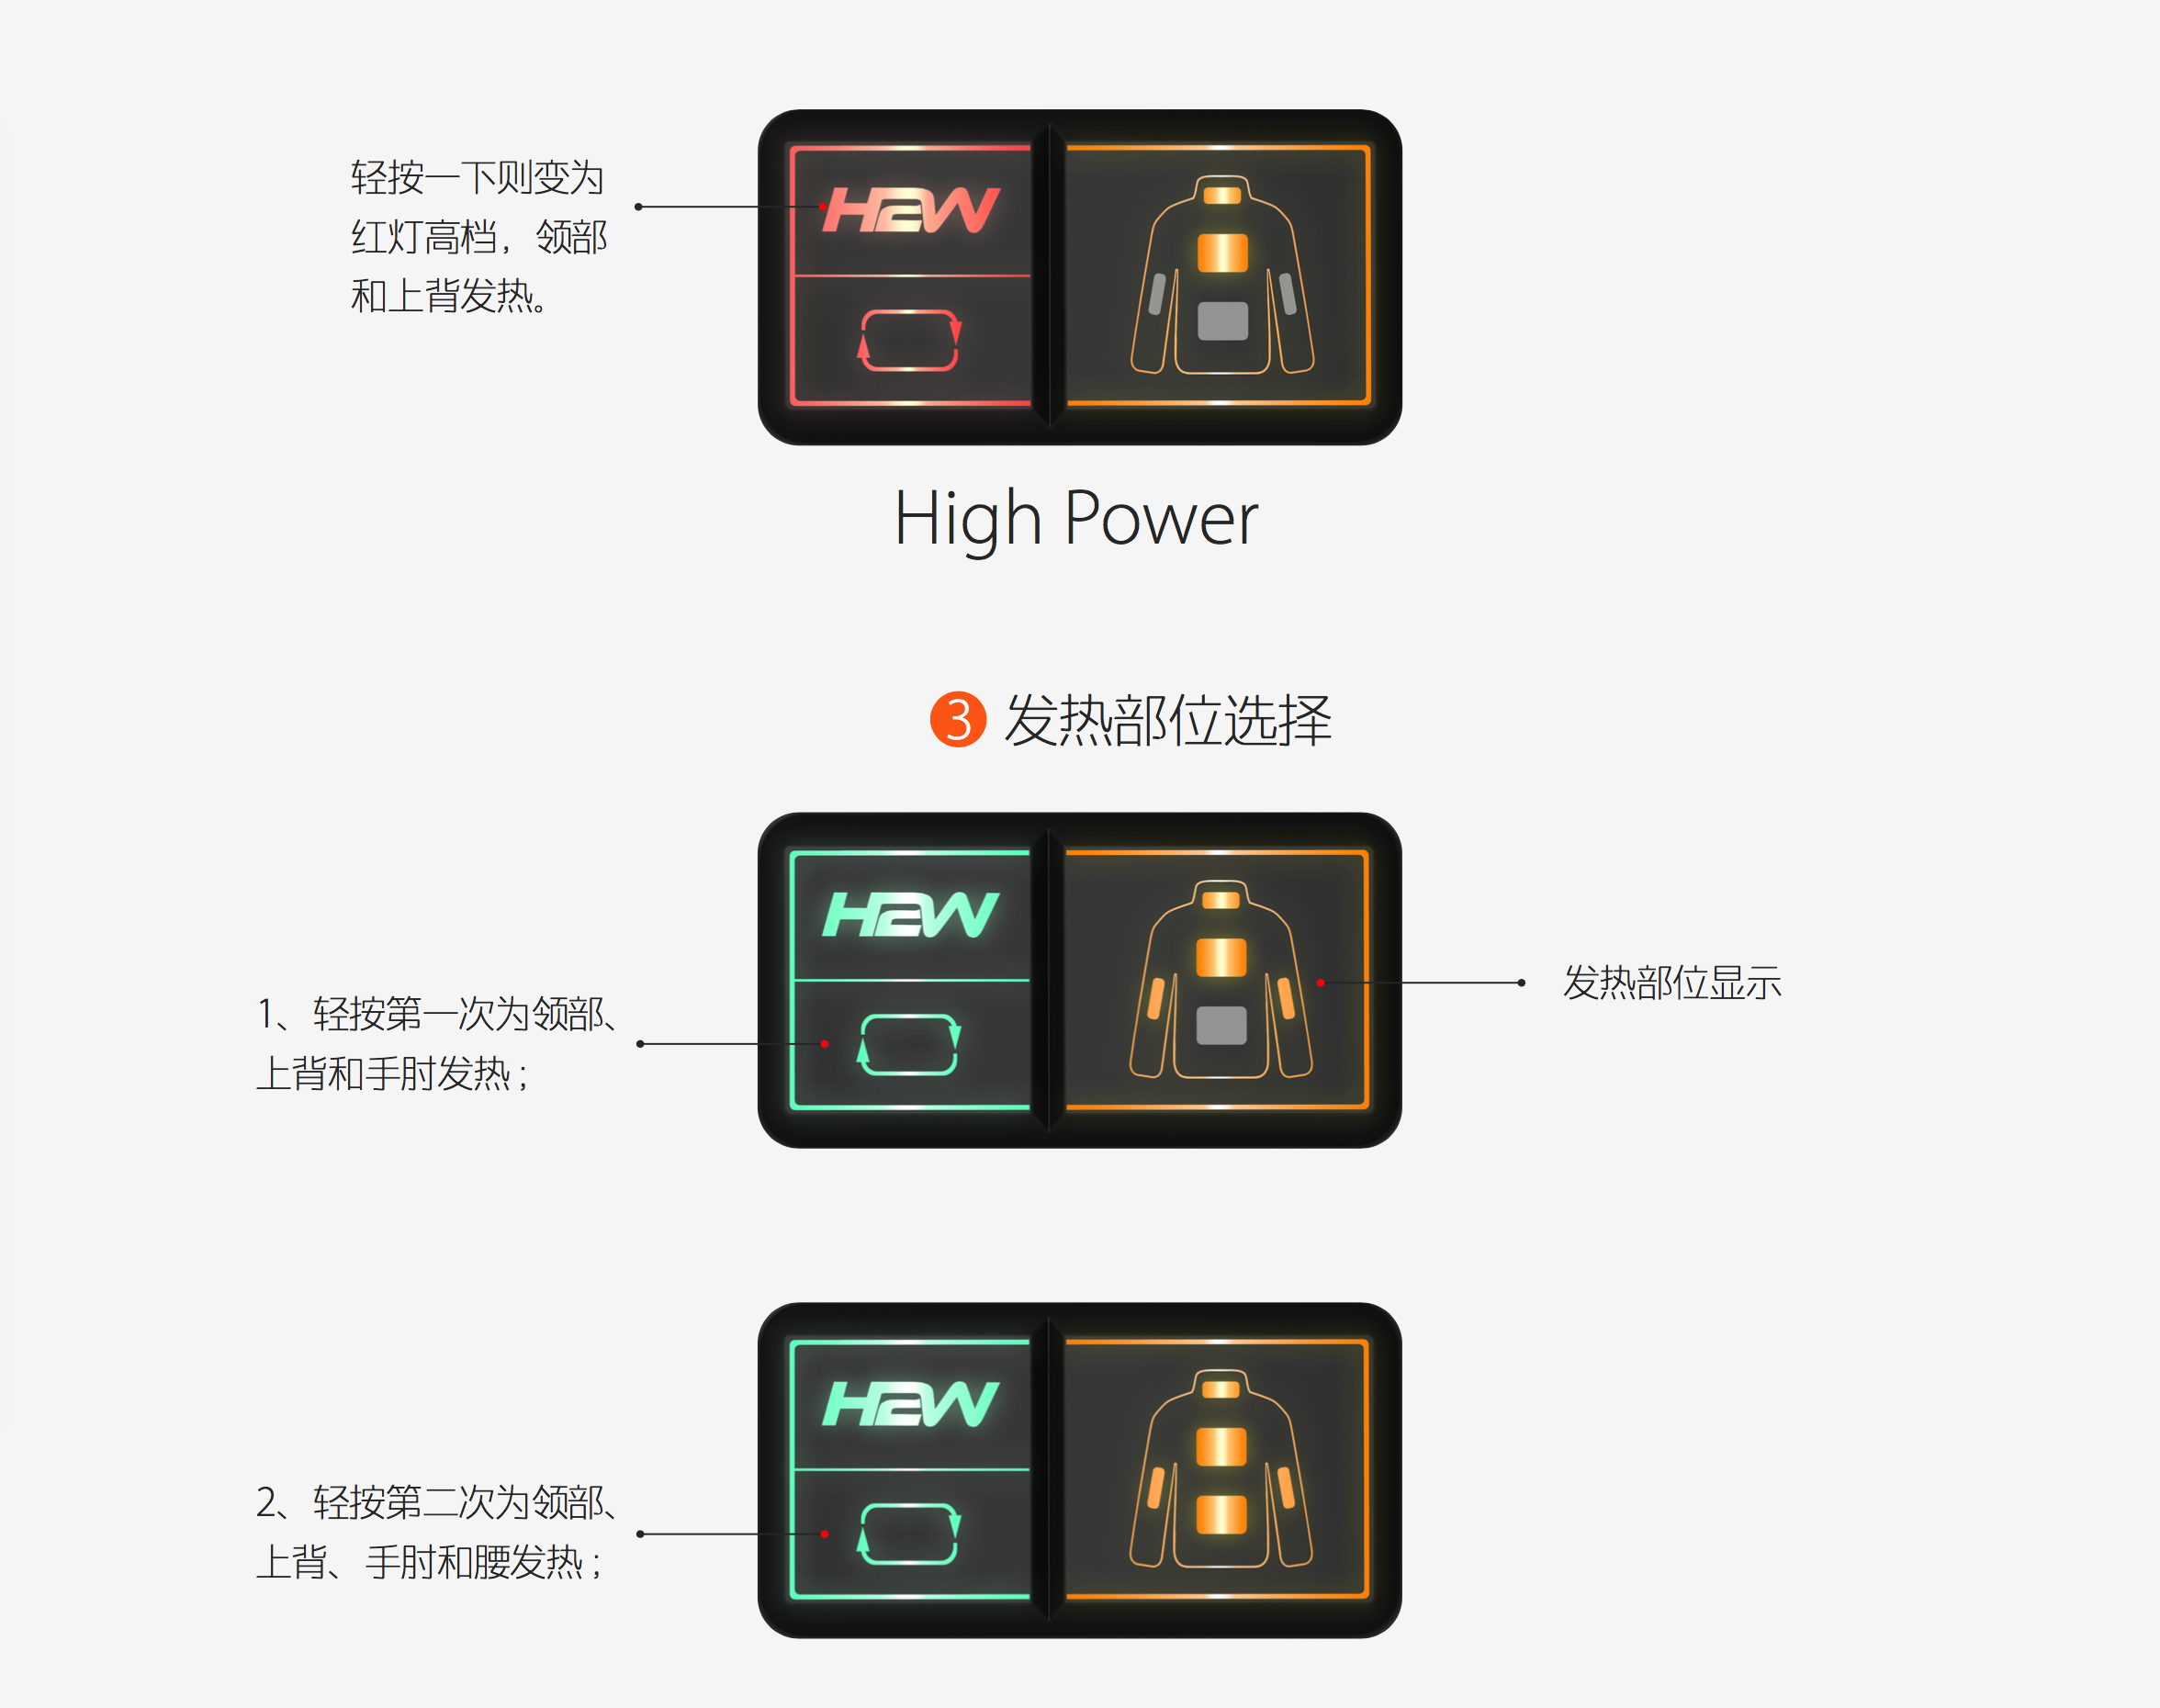 轻按一下则变为
红灯高档，领部
和上背发热。
H2W
High Power
3 发热部位选择
H2W
发热部位显示
1、轻按第一次为领部、
上背和手肘发热；
H2W
2、轻按第二次为领部、
上背、手肘和腰发热；